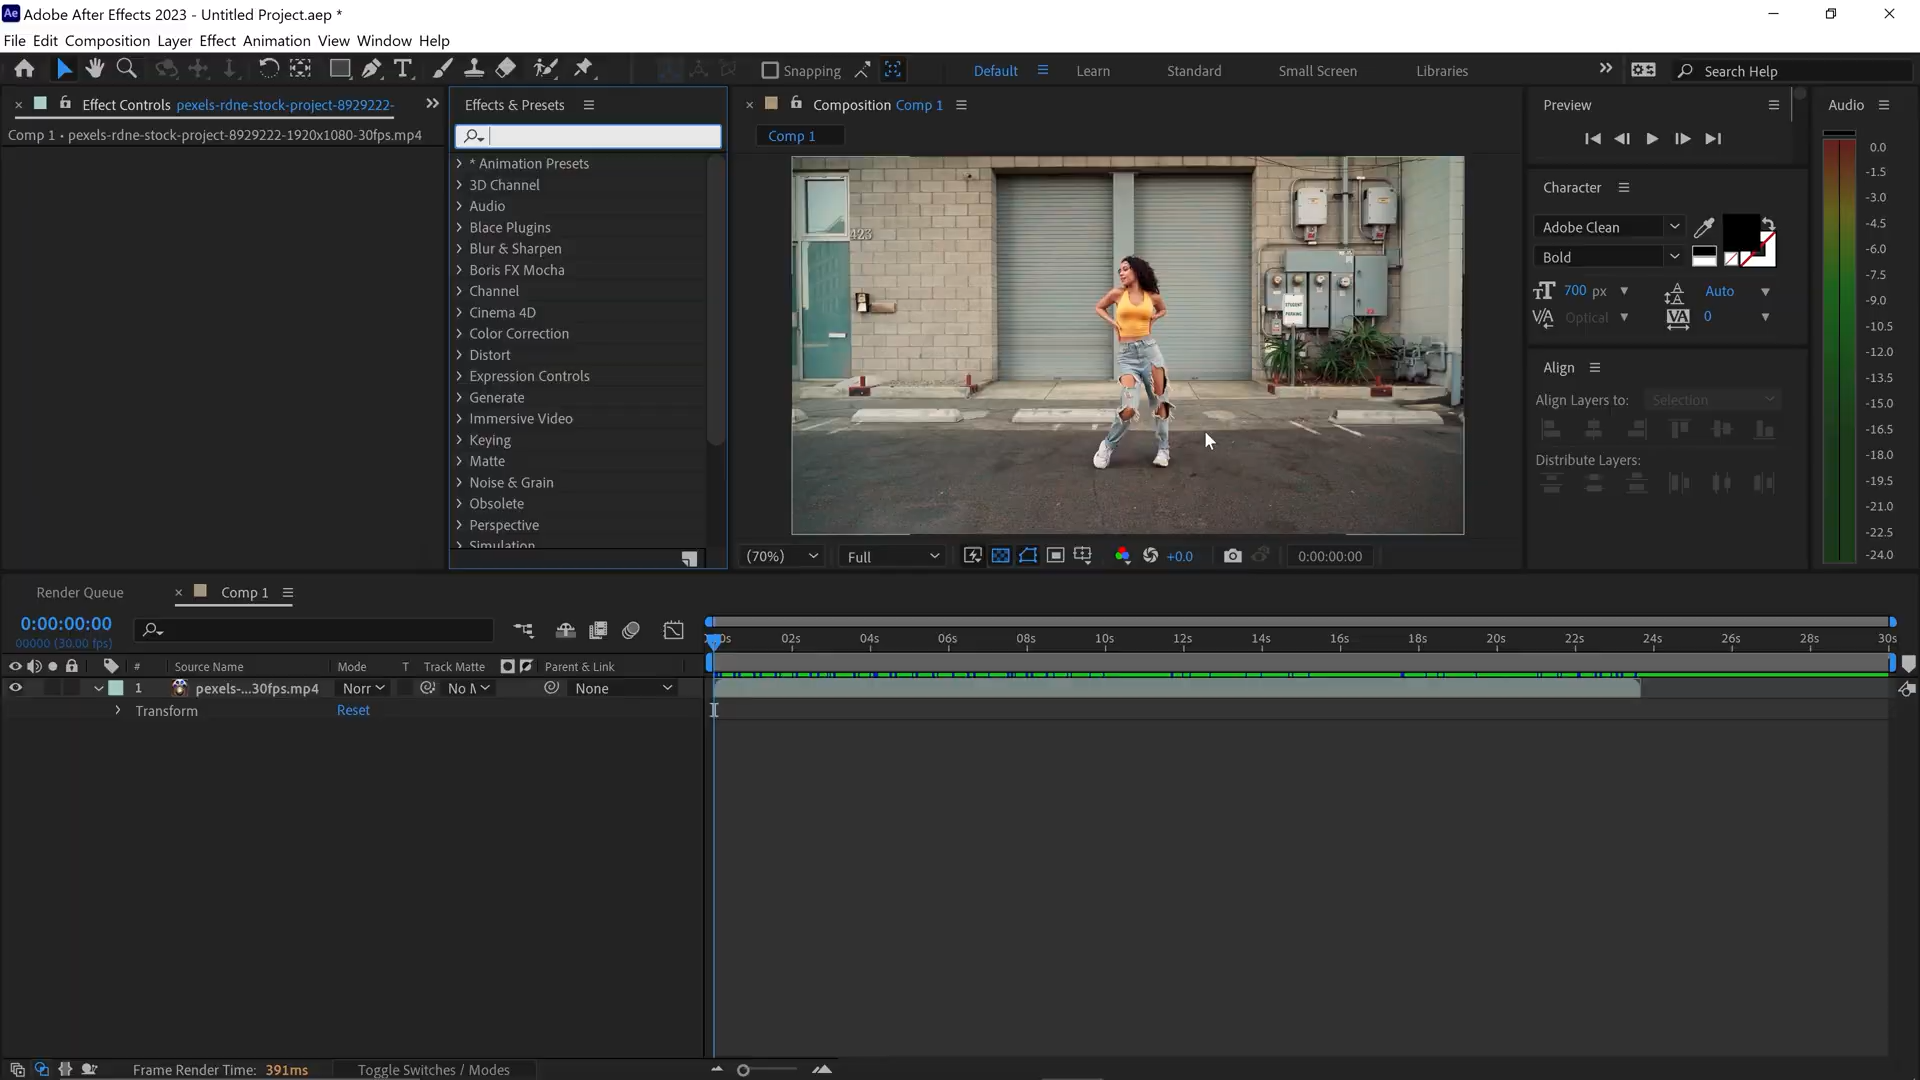 Ae Adobe After Effects 2023 - Untitled Project.aep *
File Edit Composition Layer Effect Animation View Window Help
Snapping
Default Learn Standard Small Screen Libraries
Search Help
Effect Controls pexels-rdne-stock-project-8929222-
Comp 1 • pexels-rdne-stock-project-8929222-1920x1080-30fps.mp4
Effects & Presets
* Animation Presets
3D Channel
Audio
Blace Plugins
Blur & Sharpen
Boris FX Mocha
Channel
Cinema 4D
Color Correction
Distort
Expression Controls
Generate
Immersive Video
Keying
Matte
Noise & Grain
Obsolete
Perspective
Simulation
Composition Comp 1
Comp 1
423
STUDENT
PARKING
(70%) Full +0.0 0:00:00:00
Preview
Character
Adobe Clean
Bold
700 px Auto
Optical 0
Align
Align Layers to: Selection
Distribute Layers:
Audio
0.0
-1.5
-3.0
-4.5
-6.0
-7.5
-9.0
-10.5
-12.0
-13.5
-15.0
-16.5
-18.0
-19.5
-21.0
-22.5
-24.0
Render Queue Comp 1
0:00:00:00
00000 (30.00 fps)
# Source Name Mode T Track Matte Parent & Link
1 pexels-...30fps.mp4 Norr No M None
Transform Reset
0s 02s 04s 06s 08s 10s 12s 14s 16s 18s 20s 22s 24s 26s 28s 30s
Frame Render Time: 391ms Toggle Switches / Modes